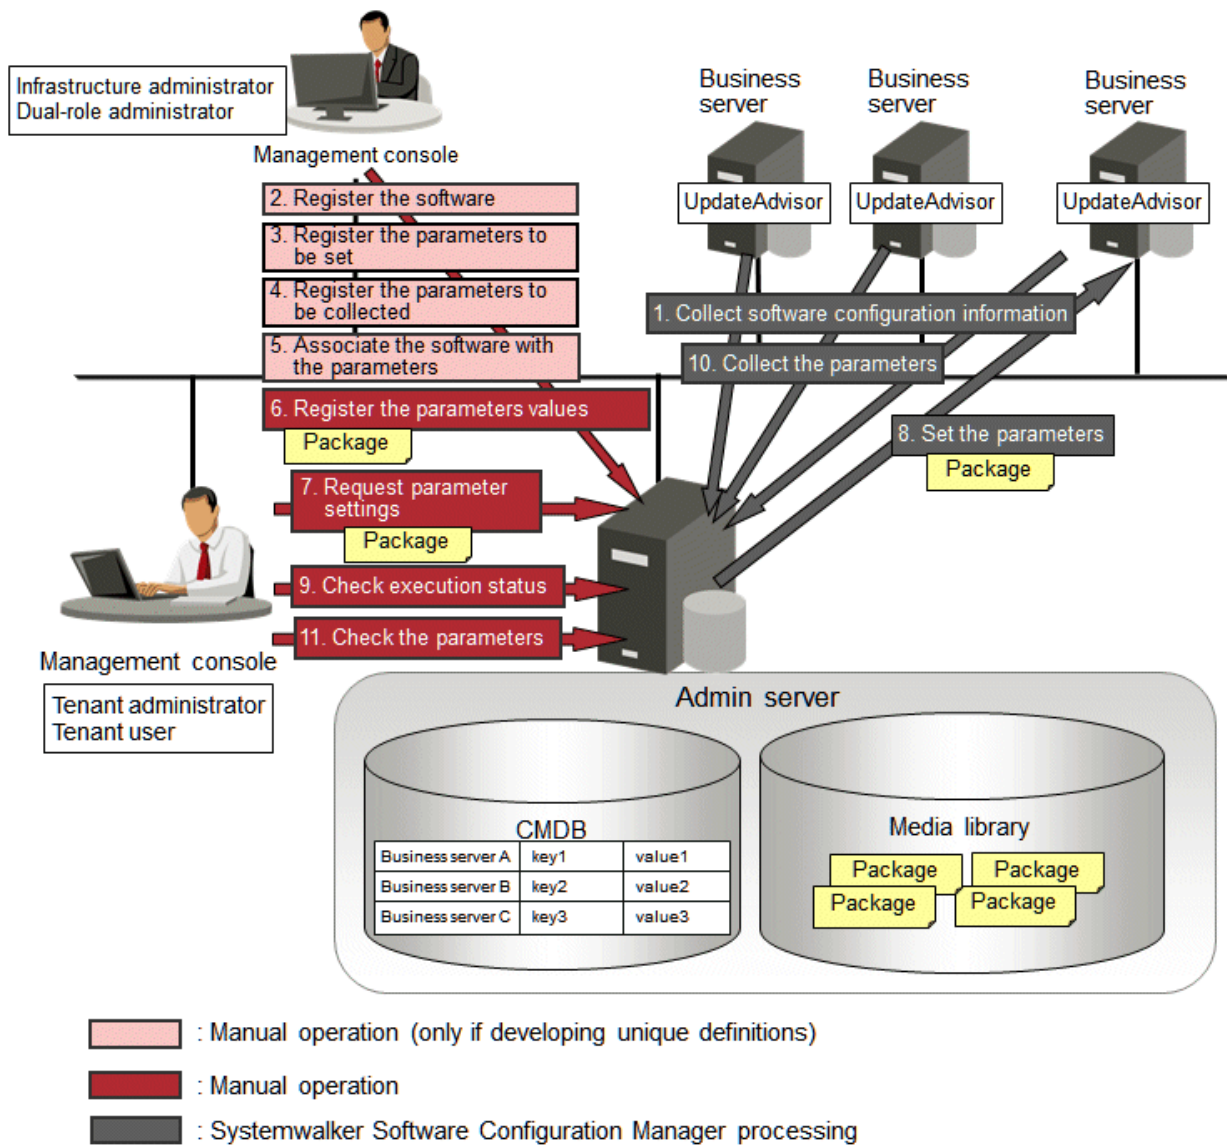 Infrastructure administrator
Dual-role administrator
Management console
Business
server
Business
server
Business
server
UpdateAdvisor
UpdateAdvisor
UpdateAdvisor
2. Register the software
3. Register the parameters to
be set
4. Register the parameters to
be collected
5. Associate the software with
the parameters
6. Register the parameters values
Package
1. Collect software configuration information
10. Collect the parameters
8. Set the parameters
Package
7. Request parameter
settings
Package
9. Check execution status
11. Check the parameters
Management console
Tenant administrator
Tenant user
Admin server
CMDB
Business server A key1 value1
Business server B key2 value2
Business server C key3 value3
Media library
Package
Package
Package
Package
: Manual operation (only if developing unique definitions)
: Manual operation
: Systemwalker Software Configuration Manager processing